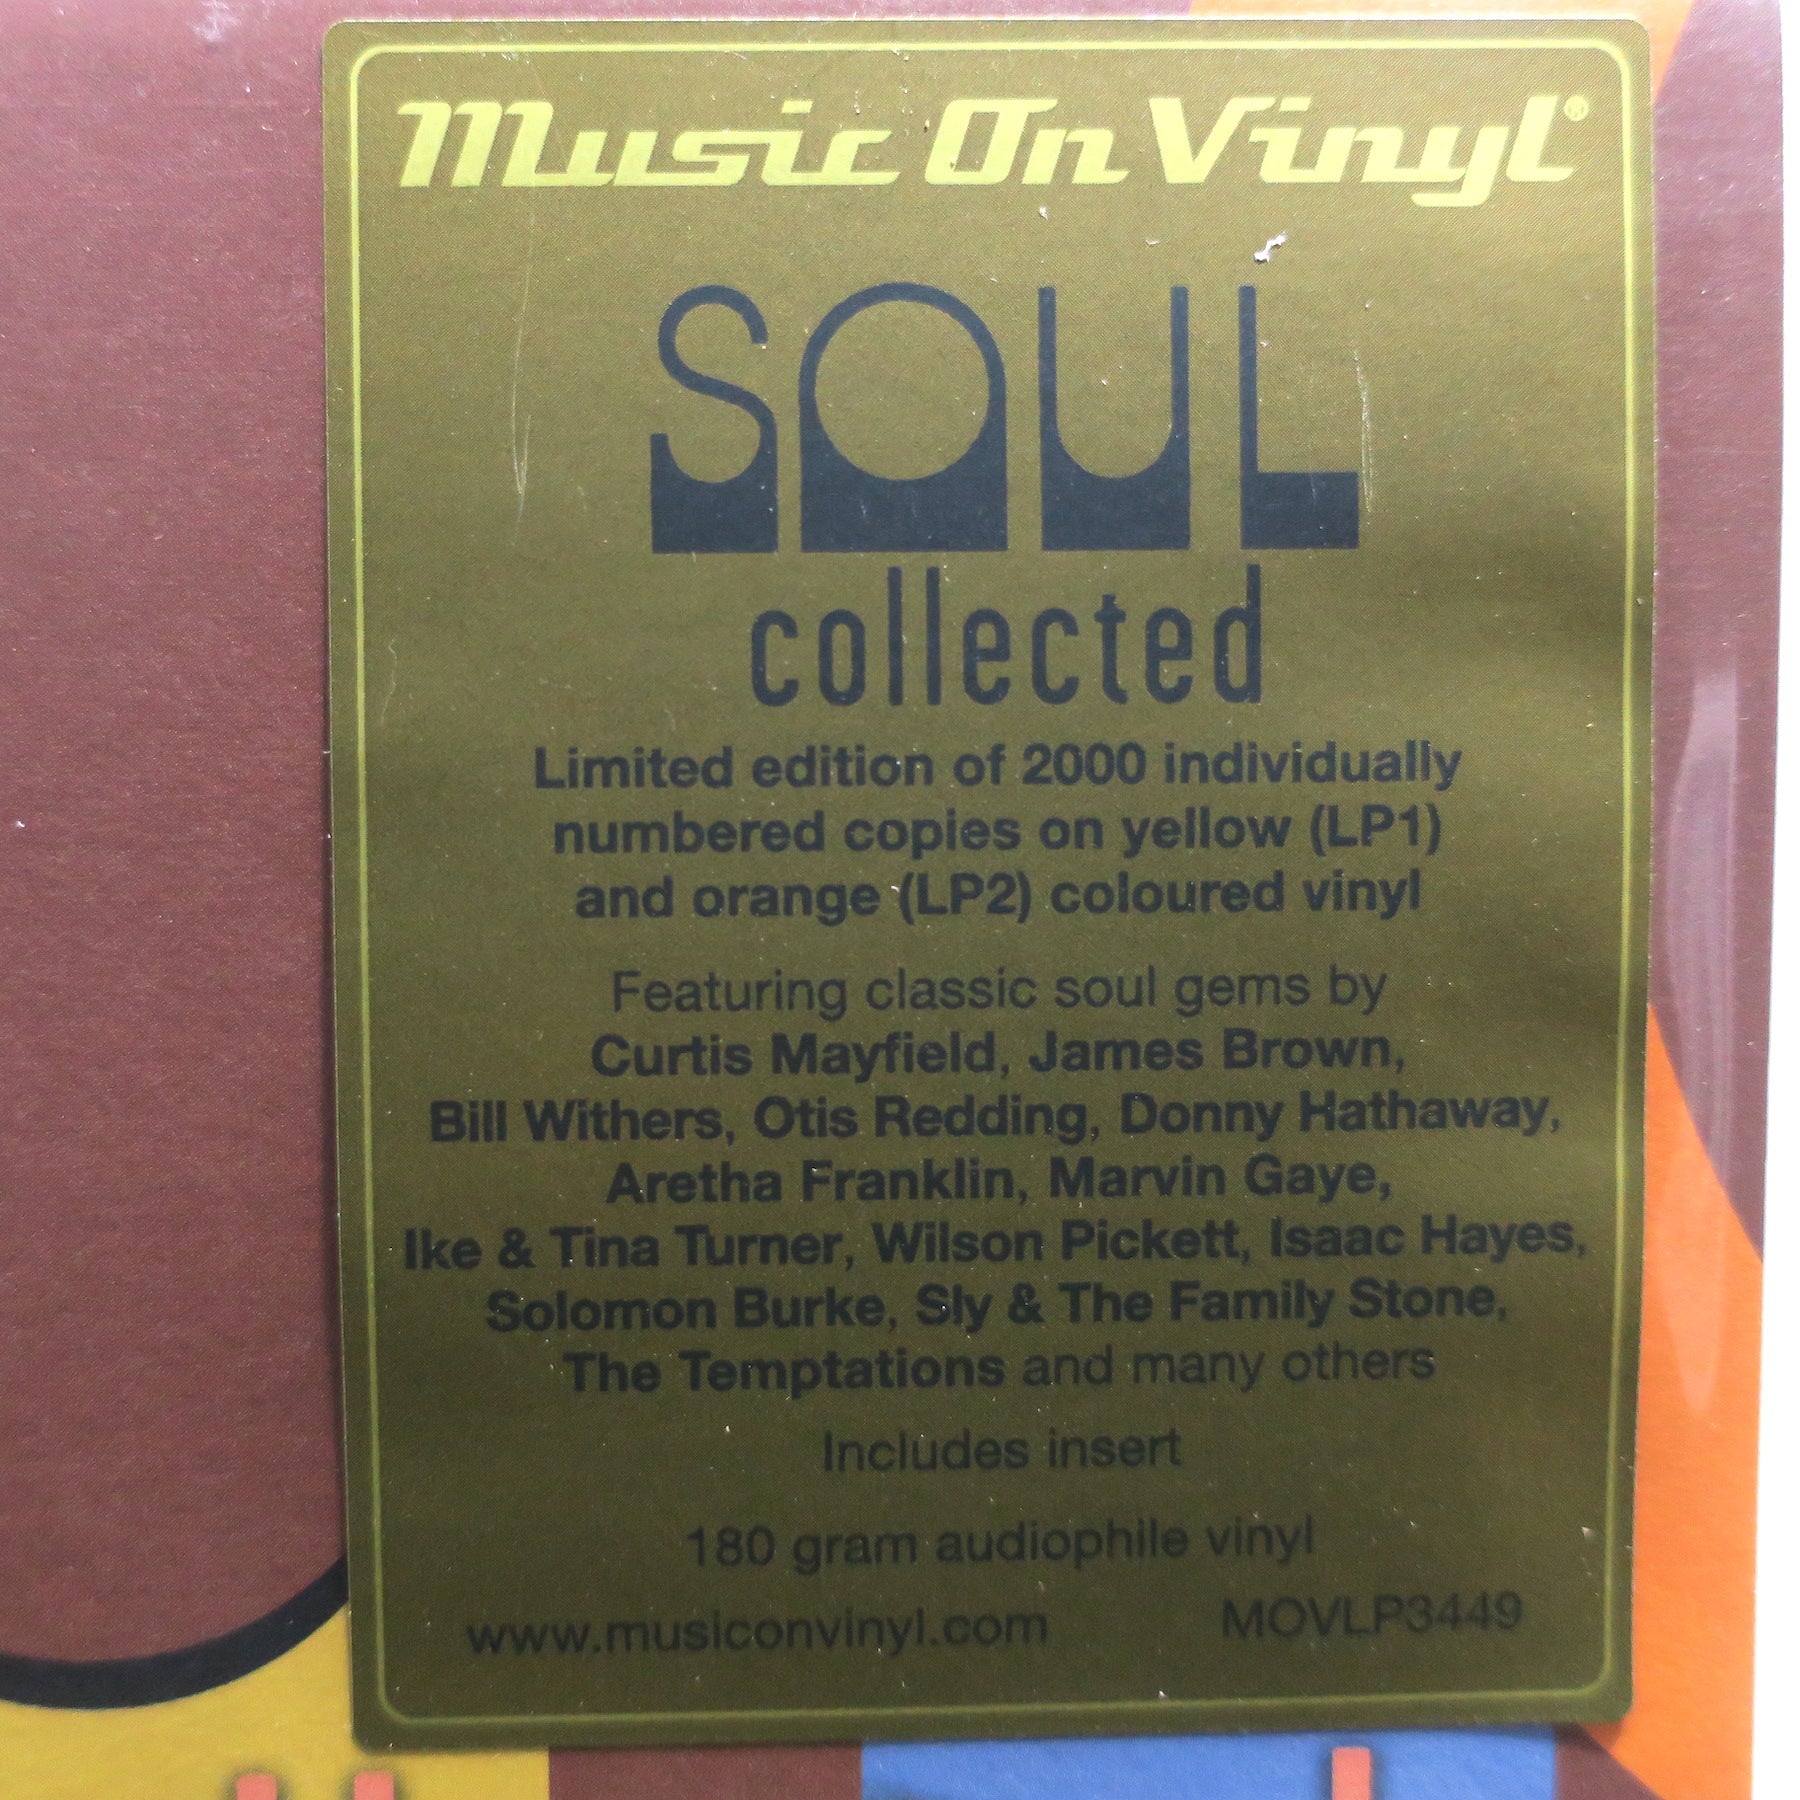 Music On Vinyl®
SOUL
collected
Limited edition of 2000 individually
numbered copies on yellow (LP1)
and orange (LP2) coloured vinyl
Featuring classic soul gems by
Curtis Mayfield, James Brown,
Bill Withers, Otis Redding, Donny Hathaway,
Aretha Franklin, Marvin Gaye,
Ike & Tina Turner, Wilson Pickett, Isaac Hayes,
Solomon Burke, Sly & The Family Stone,
The Temptations and many others
Includes insert
180 gram audiophile vinyl
www.musiconvinyl.com MOVLP3449